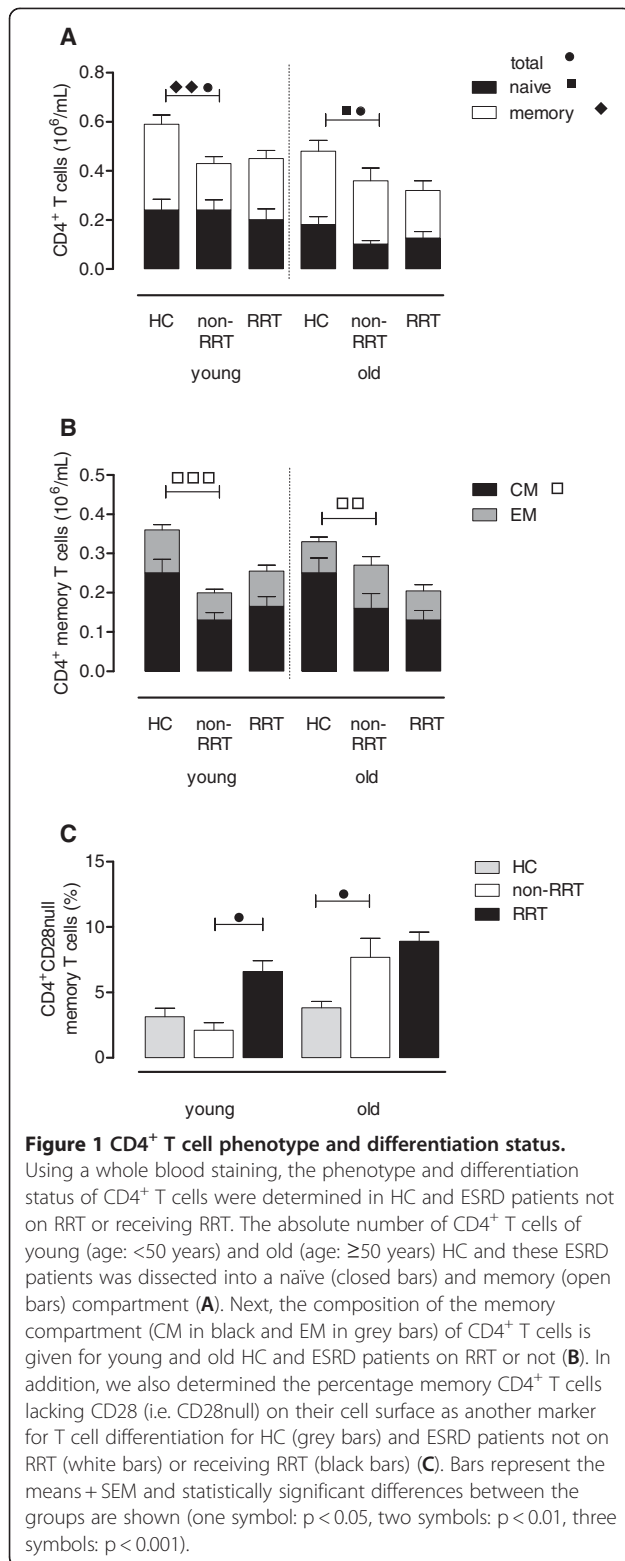 A
total ●
naive ■
memory ◆
CD4+ T cells (10^6/mL)
0.8
0.6
0.4
0.2
0.0
◆◆●
■●
HC non-RRT RRT HC non-RRT RRT
young old
B
CM □
EM
CD4+ memory T cells (10^6/mL)
0.5
0.4
0.3
0.2
0.1
0.0
□□□
□□
HC non-RRT RRT HC non-RRT RRT
young old
C
HC
non-RRT
RRT
CD4+CD28null
memory T cells (%)
15
10
5
0
●
●
young old
Figure 1 CD4+ T cell phenotype and differentiation status.
Using a whole blood staining, the phenotype and differentiation
status of CD4+ T cells were determined in HC and ESRD patients not
on RRT or receiving RRT. The absolute number of CD4+ T cells of
young (age: <50 years) and old (age: ≥50 years) HC and these ESRD
patients was dissected into a naïve (closed bars) and memory (open
bars) compartment (A). Next, the composition of the memory
compartment (CM in black and EM in grey bars) of CD4+ T cells is
given for young and old HC and ESRD patients on RRT or not (B). In
addition, we also determined the percentage memory CD4+ T cells
lacking CD28 (i.e. CD28null) on their cell surface as another marker
for T cell differentiation for HC (grey bars) and ESRD patients not on
RRT (white bars) or receiving RRT (black bars) (C). Bars represent the
means + SEM and statistically significant differences between the
groups are shown (one symbol: p < 0.05, two symbols: p < 0.01, three
symbols: p < 0.001).